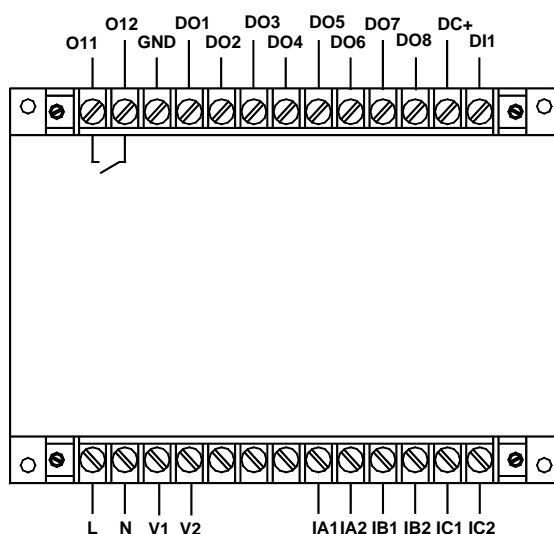 O11 O12 GND DO1 DO2 DO3 DO4 DO5 DO6 DO7 DO8 DC+ DI1
L N V1 V2 IA1 IA2 IB1 IB2 IC1 IC2